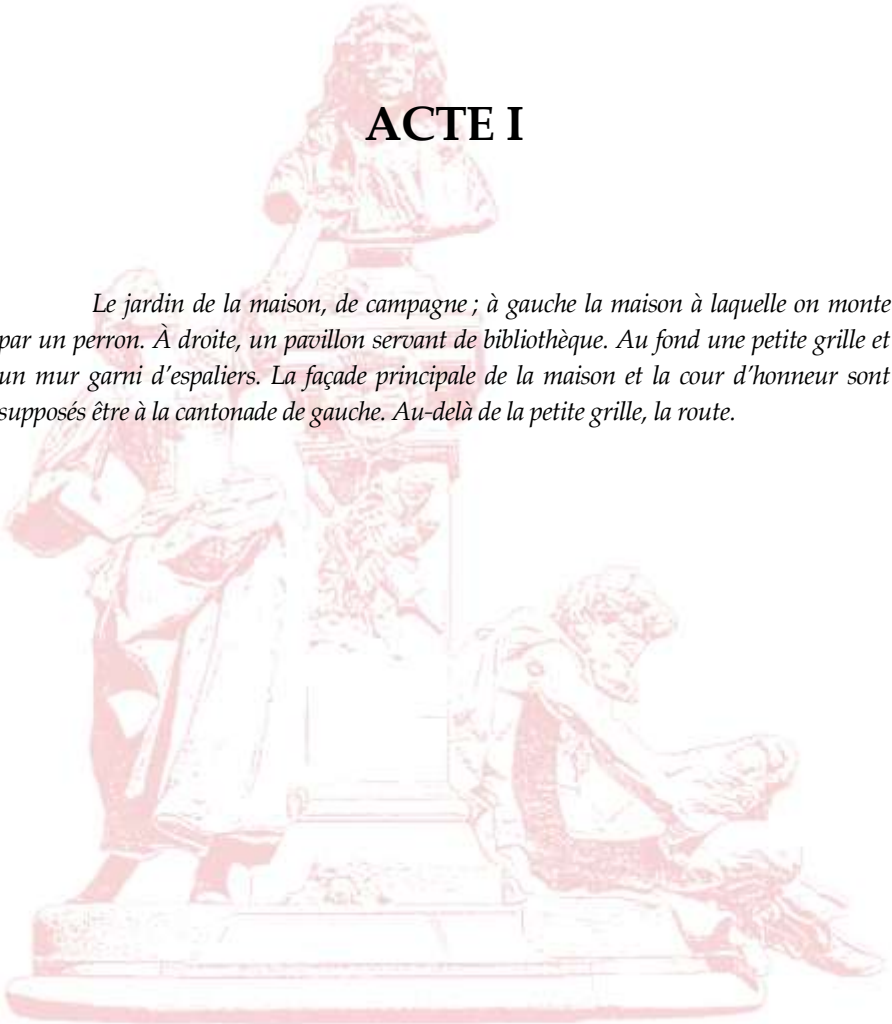 ACTE I
Le jardin de la maison, de campagne ; à gauche la maison à laquelle on monte
par un perron. À droite, un pavillon servant de bibliothèque. Au fond une petite grille et
un mur garni d’espaliers. La façade principale de la maison et la cour d’honneur sont
supposés être à la cantonade de gauche. Au-delà de la petite grille, la route.